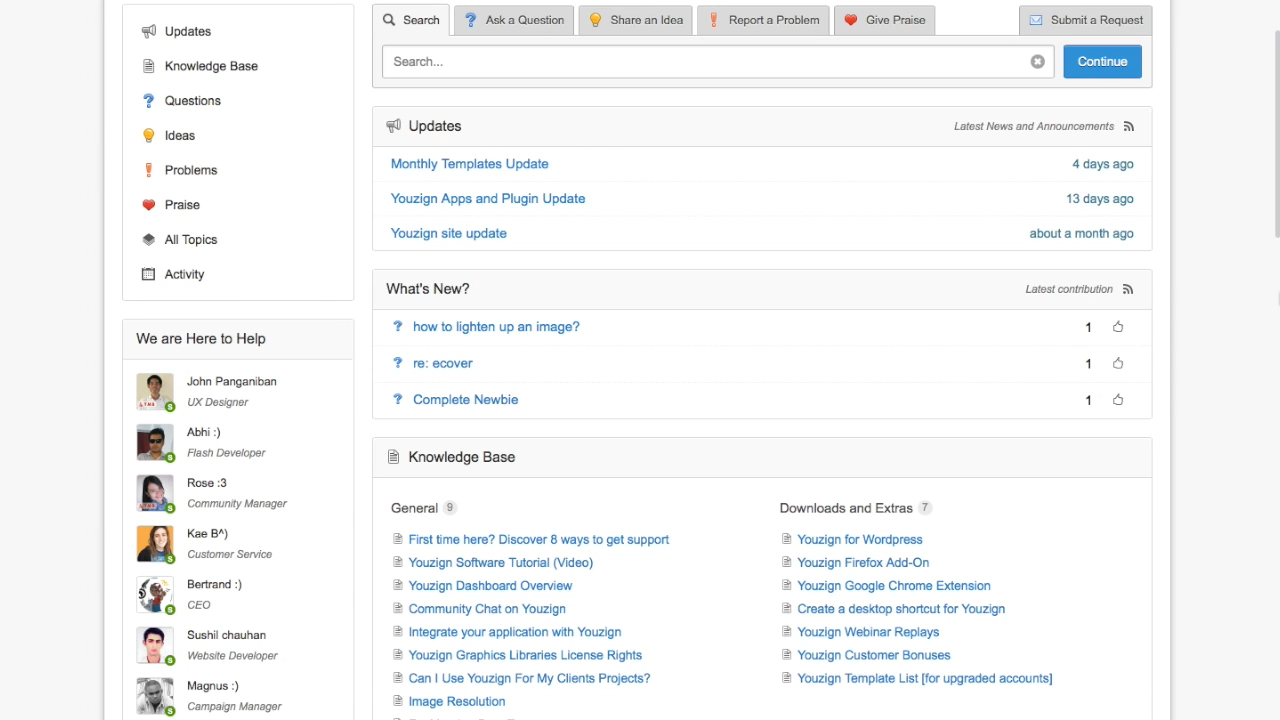 Updates
Knowledge Base
Questions
Ideas
Problems
Praise
All Topics
Activity
We are Here to Help
John Panganiban
UX Designer
Abhi :)
Flash Developer
Rose :3
Community Manager
Kae B^)
Customer Service
Bertrand :)
CEO
Sushil chauhan
Website Developer
Magnus :)
Campaign Manager
Search
Ask a Question
Share an Idea
Report a Problem
Give Praise
Submit a Request
Search...
Continue
Updates
Latest News and Announcements
Monthly Templates Update
4 days ago
Youzign Apps and Plugin Update
13 days ago
Youzign site update
about a month ago
What's New?
Latest contribution
how to lighten up an image?
1
re: ecover
1
Complete Newbie
1
Knowledge Base
General 9
First time here? Discover 8 ways to get support
Youzign Software Tutorial (Video)
Youzign Dashboard Overview
Community Chat on Youzign
Integrate your application with Youzign
Youzign Graphics Libraries License Rights
Can I Use Youzign For My Clients Projects?
Image Resolution
Downloads and Extras 7
Youzign for Wordpress
Youzign Firefox Add-On
Youzign Google Chrome Extension
Create a desktop shortcut for Youzign
Youzign Webinar Replays
Youzign Customer Bonuses
Youzign Template List [for upgraded accounts]